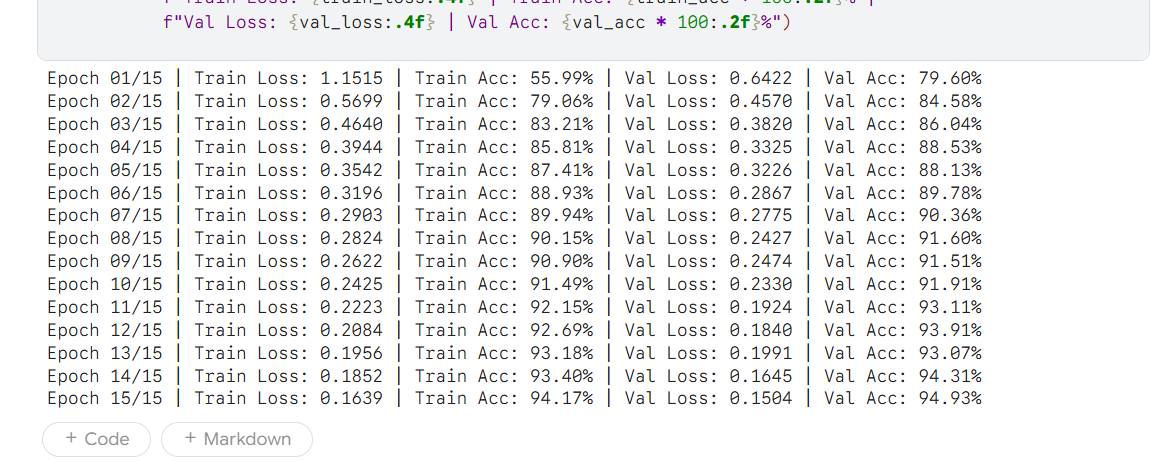 f"Val Loss: {val_loss:.4f} | Val Acc: {val_acc * 100:.2f}%")
Epoch 01/15 | Train Loss: 1.1515 | Train Acc: 55.99% | Val Loss: 0.6422 | Val Acc: 79.60%
Epoch 02/15 | Train Loss: 0.5699 | Train Acc: 79.06% | Val Loss: 0.4570 | Val Acc: 84.58%
Epoch 03/15 | Train Loss: 0.4640 | Train Acc: 83.21% | Val Loss: 0.3820 | Val Acc: 86.04%
Epoch 04/15 | Train Loss: 0.3944 | Train Acc: 85.81% | Val Loss: 0.3325 | Val Acc: 88.53%
Epoch 05/15 | Train Loss: 0.3542 | Train Acc: 87.41% | Val Loss: 0.3226 | Val Acc: 88.13%
Epoch 06/15 | Train Loss: 0.3196 | Train Acc: 88.93% | Val Loss: 0.2867 | Val Acc: 89.78%
Epoch 07/15 | Train Loss: 0.2903 | Train Acc: 89.94% | Val Loss: 0.2775 | Val Acc: 90.36%
Epoch 08/15 | Train Loss: 0.2824 | Train Acc: 90.15% | Val Loss: 0.2427 | Val Acc: 91.60%
Epoch 09/15 | Train Loss: 0.2622 | Train Acc: 90.90% | Val Loss: 0.2474 | Val Acc: 91.51%
Epoch 10/15 | Train Loss: 0.2425 | Train Acc: 91.49% | Val Loss: 0.2330 | Val Acc: 91.91%
Epoch 11/15 | Train Loss: 0.2223 | Train Acc: 92.15% | Val Loss: 0.1924 | Val Acc: 93.11%
Epoch 12/15 | Train Loss: 0.2084 | Train Acc: 92.69% | Val Loss: 0.1840 | Val Acc: 93.91%
Epoch 13/15 | Train Loss: 0.1956 | Train Acc: 93.18% | Val Loss: 0.1991 | Val Acc: 93.07%
Epoch 14/15 | Train Loss: 0.1852 | Train Acc: 93.40% | Val Loss: 0.1645 | Val Acc: 94.31%
Epoch 15/15 | Train Loss: 0.1639 | Train Acc: 94.17% | Val Loss: 0.1504 | Val Acc: 94.93%
+ Code + Markdown